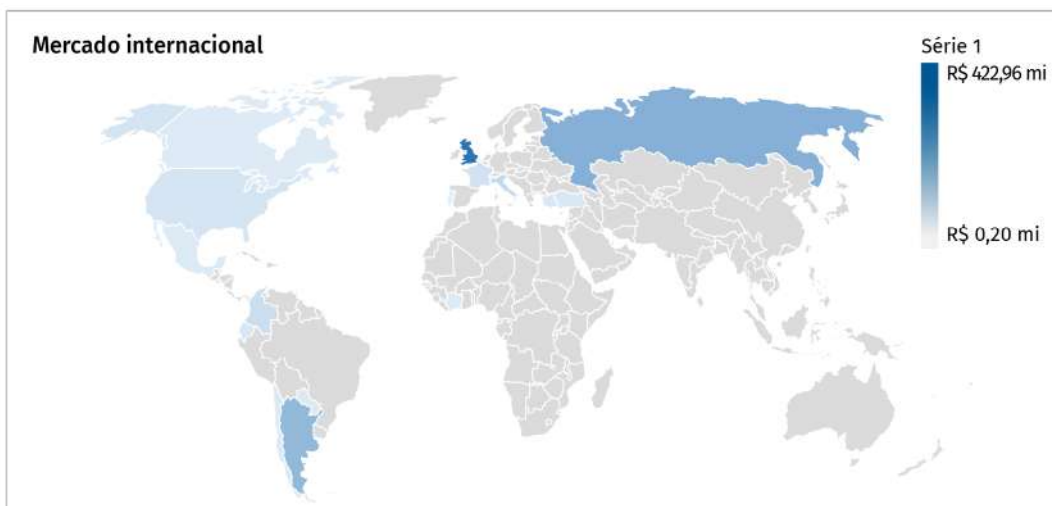 Mercado internacional
Série 1
R$ 422,96 mi
R$ 0,20 mi